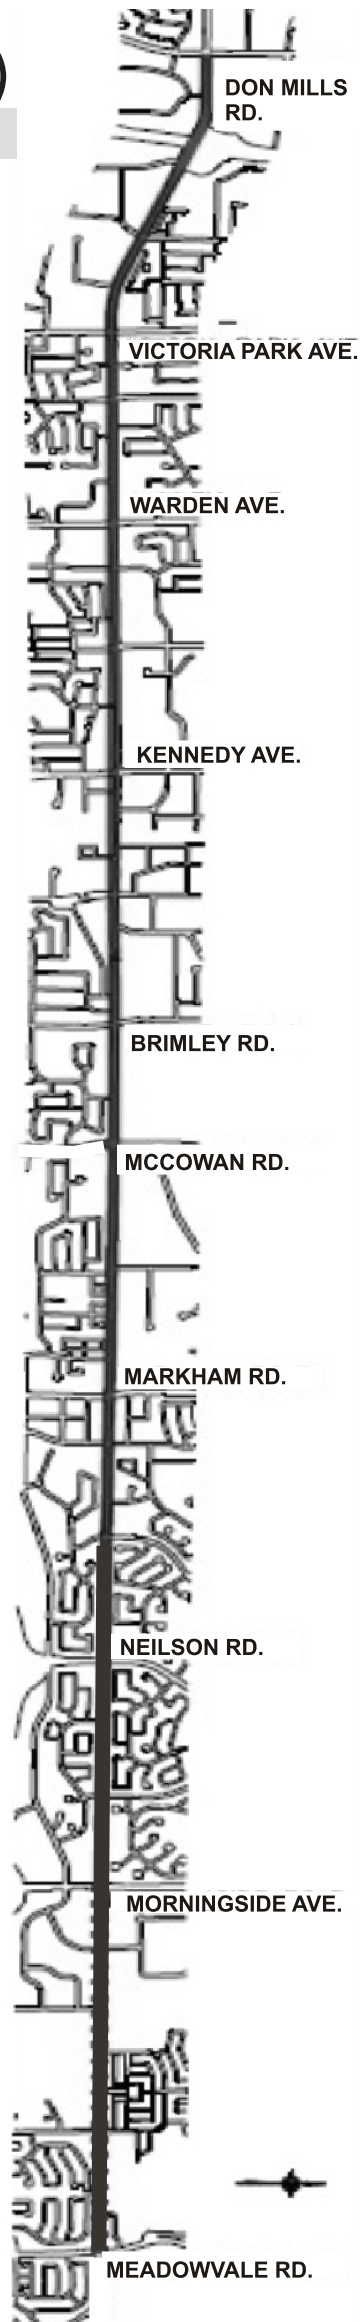 DON MILLS
RD.
VICTORIA PARK AVE.
WARDEN AVE.
KENNEDY AVE.
BRIMLEY RD.
MCCOWAN RD.
MARKHAM RD.
NEILSON RD.
MORNINGSIDE AVE.
MEADOWVALE RD.